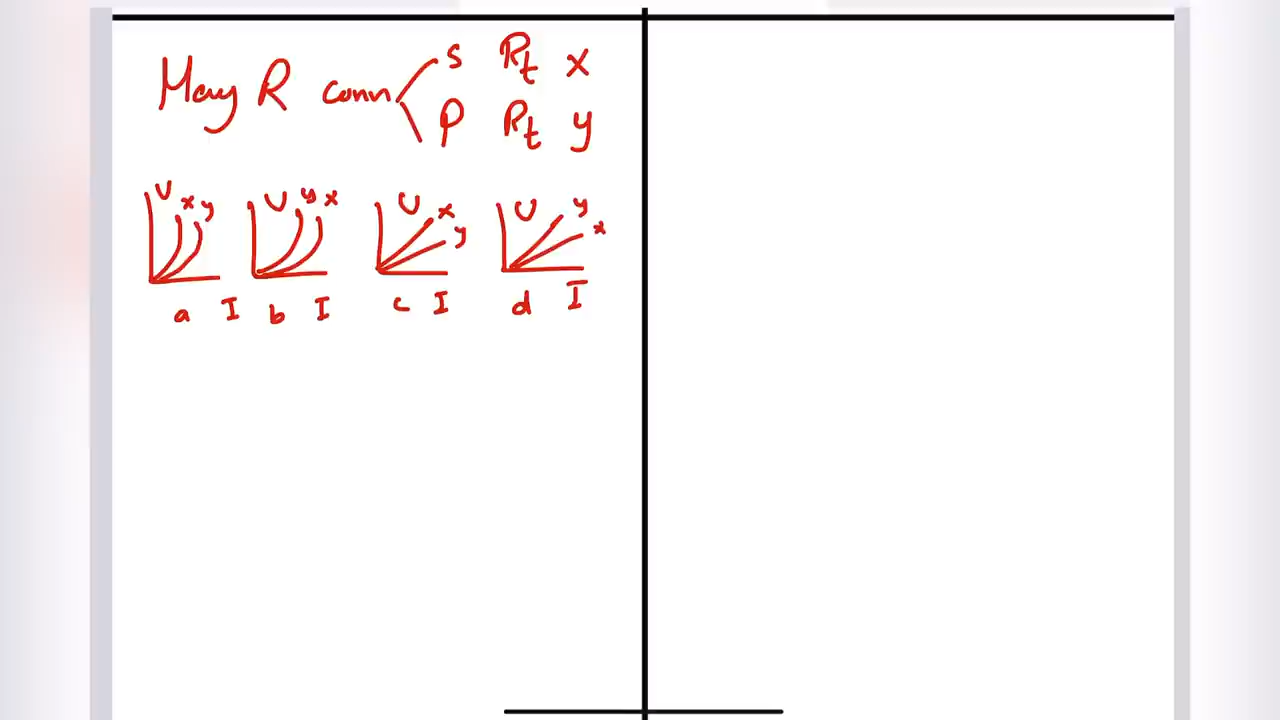 Many R conn
S Rt x
P Rt y
V x y V y x V x y V y x
a I b I c I d I